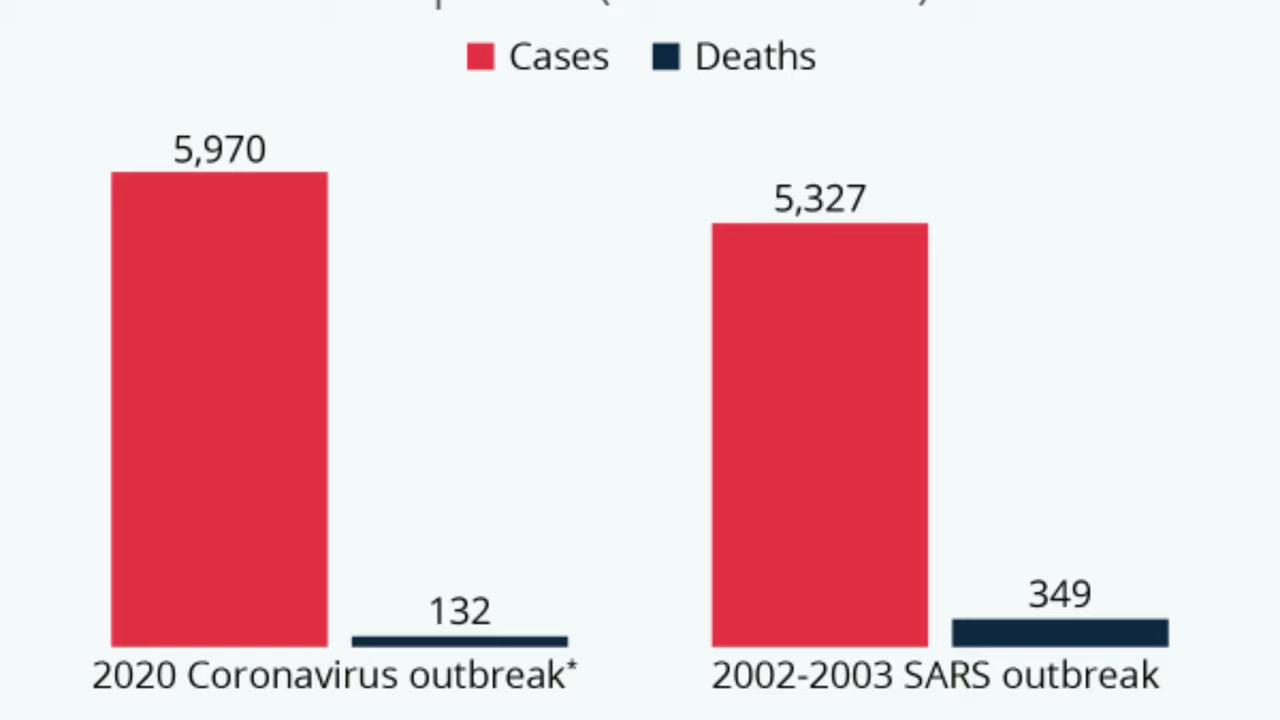 Cases Deaths
5,970
5,327
132
349
2020 Coronavirus outbreak*
2002-2003 SARS outbreak